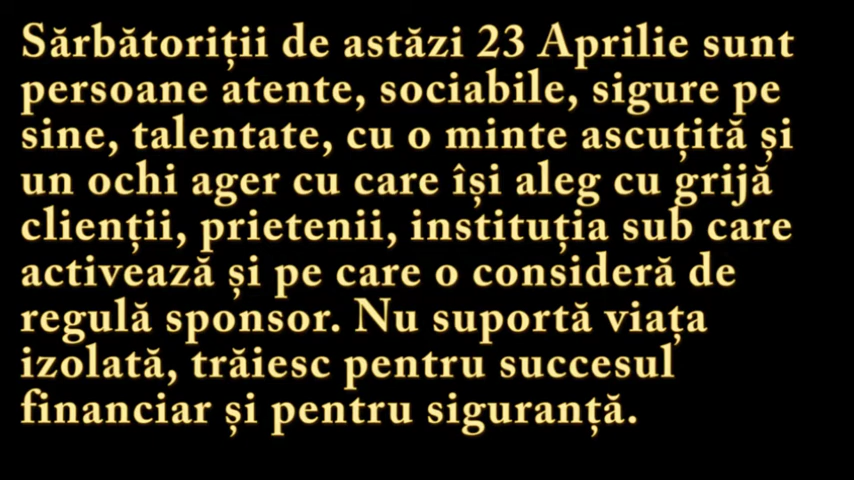 Sărbătoriții de astăzi 23 Aprilie sunt
persoane atente, sociabile, sigure pe
sine, talentate, cu o minte ascuțită și
un ochi ager cu care își aleg cu grijă
clienții, prietenii, instituția sub care
activează și pe care o consideră de
regulă sponsor. Nu suportă viața
izolată, trăiesc pentru succesul
financiar și pentru siguranță.